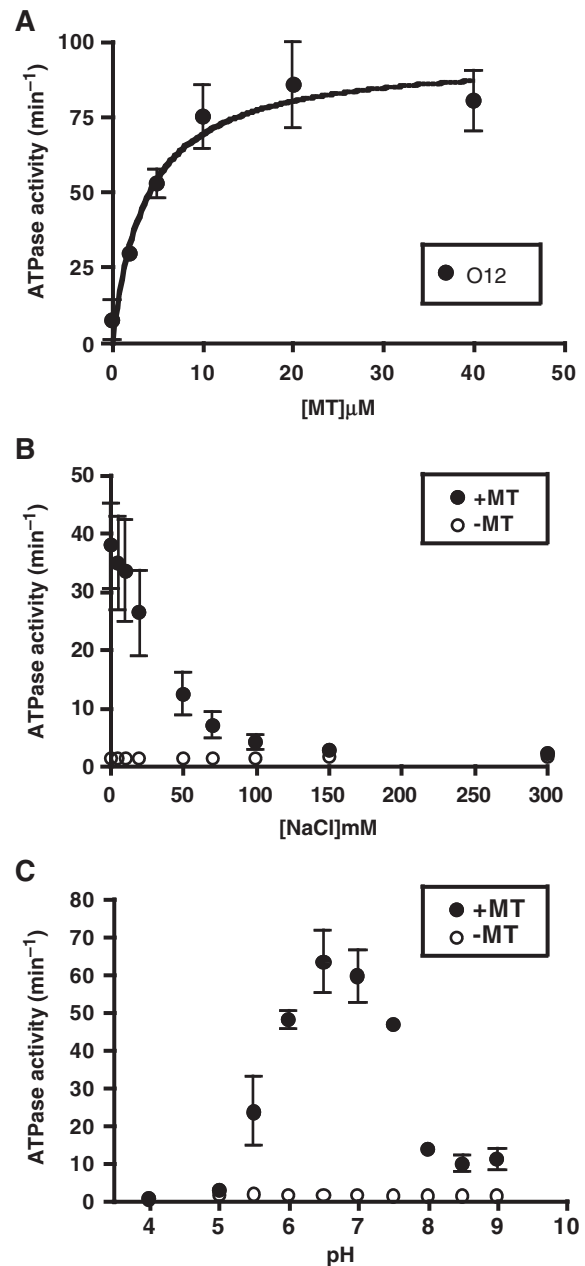 A
ATPase activity (min⁻¹)
100
75
50
25
0
O12
0 10 20 30 40 50
[MT]μM
B
ATPase activity (min⁻¹)
50
40
30
20
10
0
+MT
-MT
0 50 100 150 200 250 300
[NaCl]mM
C
ATPase activity (min⁻¹)
80
70
60
50
40
30
20
10
0
+MT
-MT
4 5 6 7 8 9 10
pH